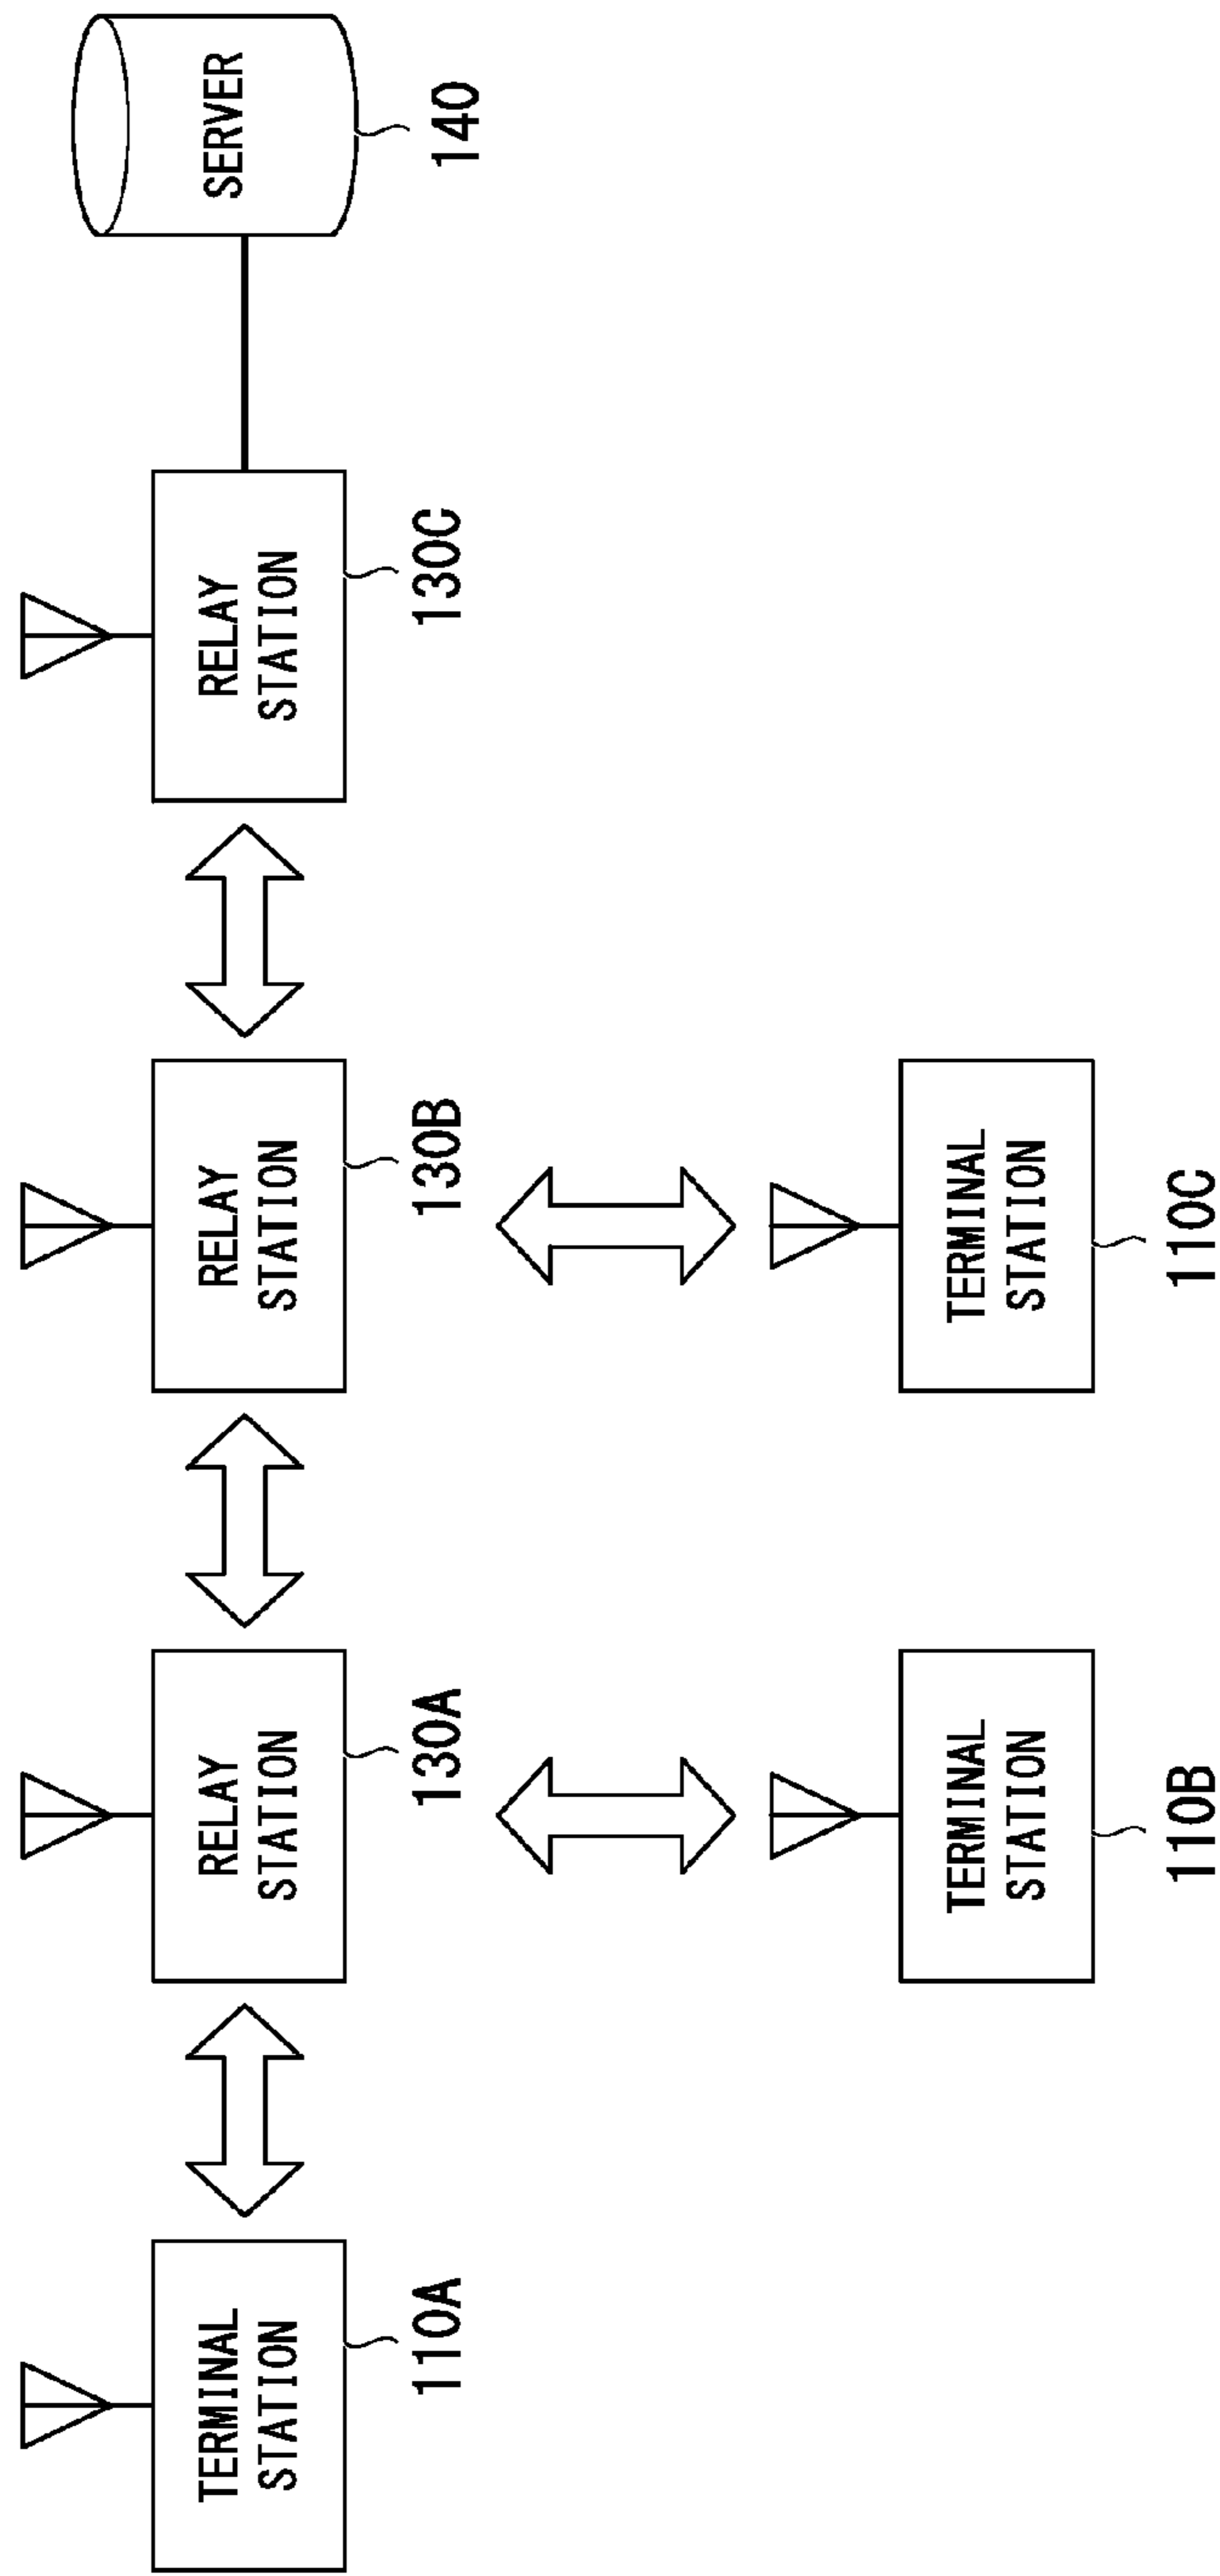 TERMINAL
STATION
110A
RELAY
STATION
130A
RELAY
STATION
130B
RELAY
STATION
130C
SERVER
140
TERMINAL
STATION
110B
TERMINAL
STATION
110C